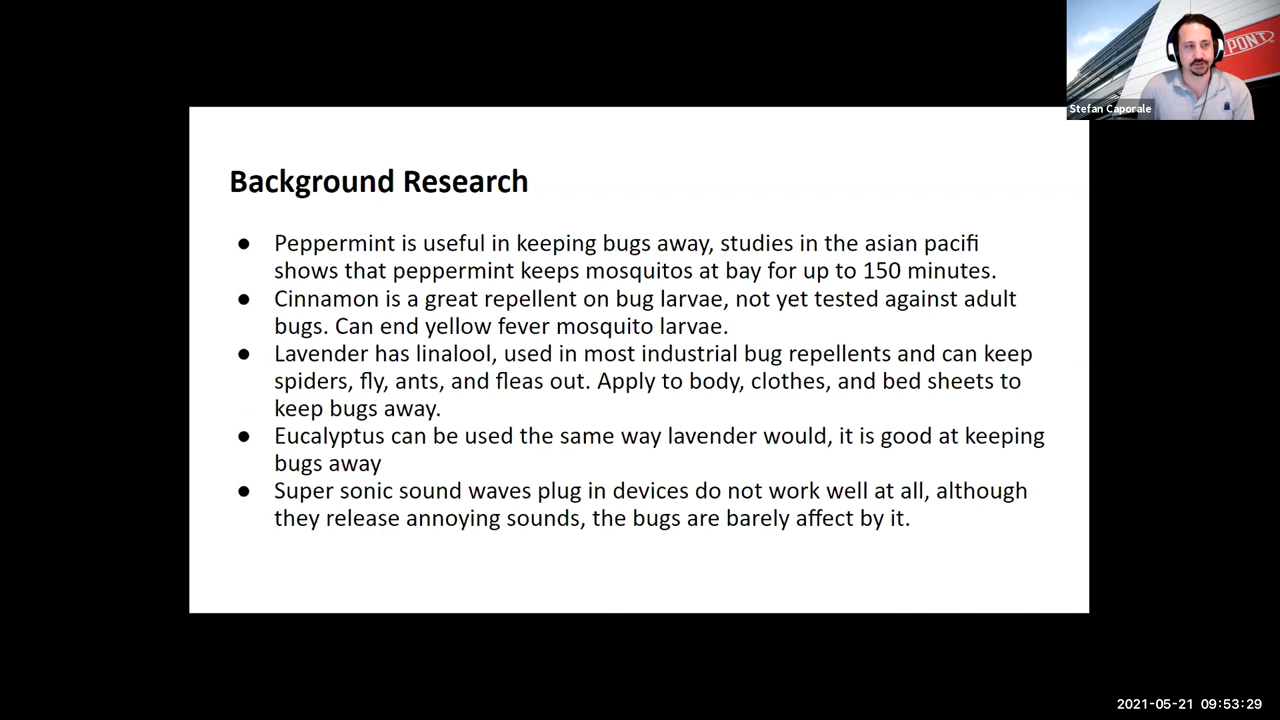 PONT
Stefan Caporale
Background Research
● Peppermint is useful in keeping bugs away, studies in the asian pacifi
shows that peppermint keeps mosquitos at bay for up to 150 minutes.
● Cinnamon is a great repellent on bug larvae, not yet tested against adult
bugs. Can end yellow fever mosquito larvae.
● Lavender has linalool, used in most industrial bug repellents and can keep
spiders, fly, ants, and fleas out. Apply to body, clothes, and bed sheets to
keep bugs away.
● Eucalyptus can be used the same way lavender would, it is good at keeping
bugs away
● Super sonic sound waves plug in devices do not work well at all, although
they release annoying sounds, the bugs are barely affect by it.
2021-05-21 09:53:29